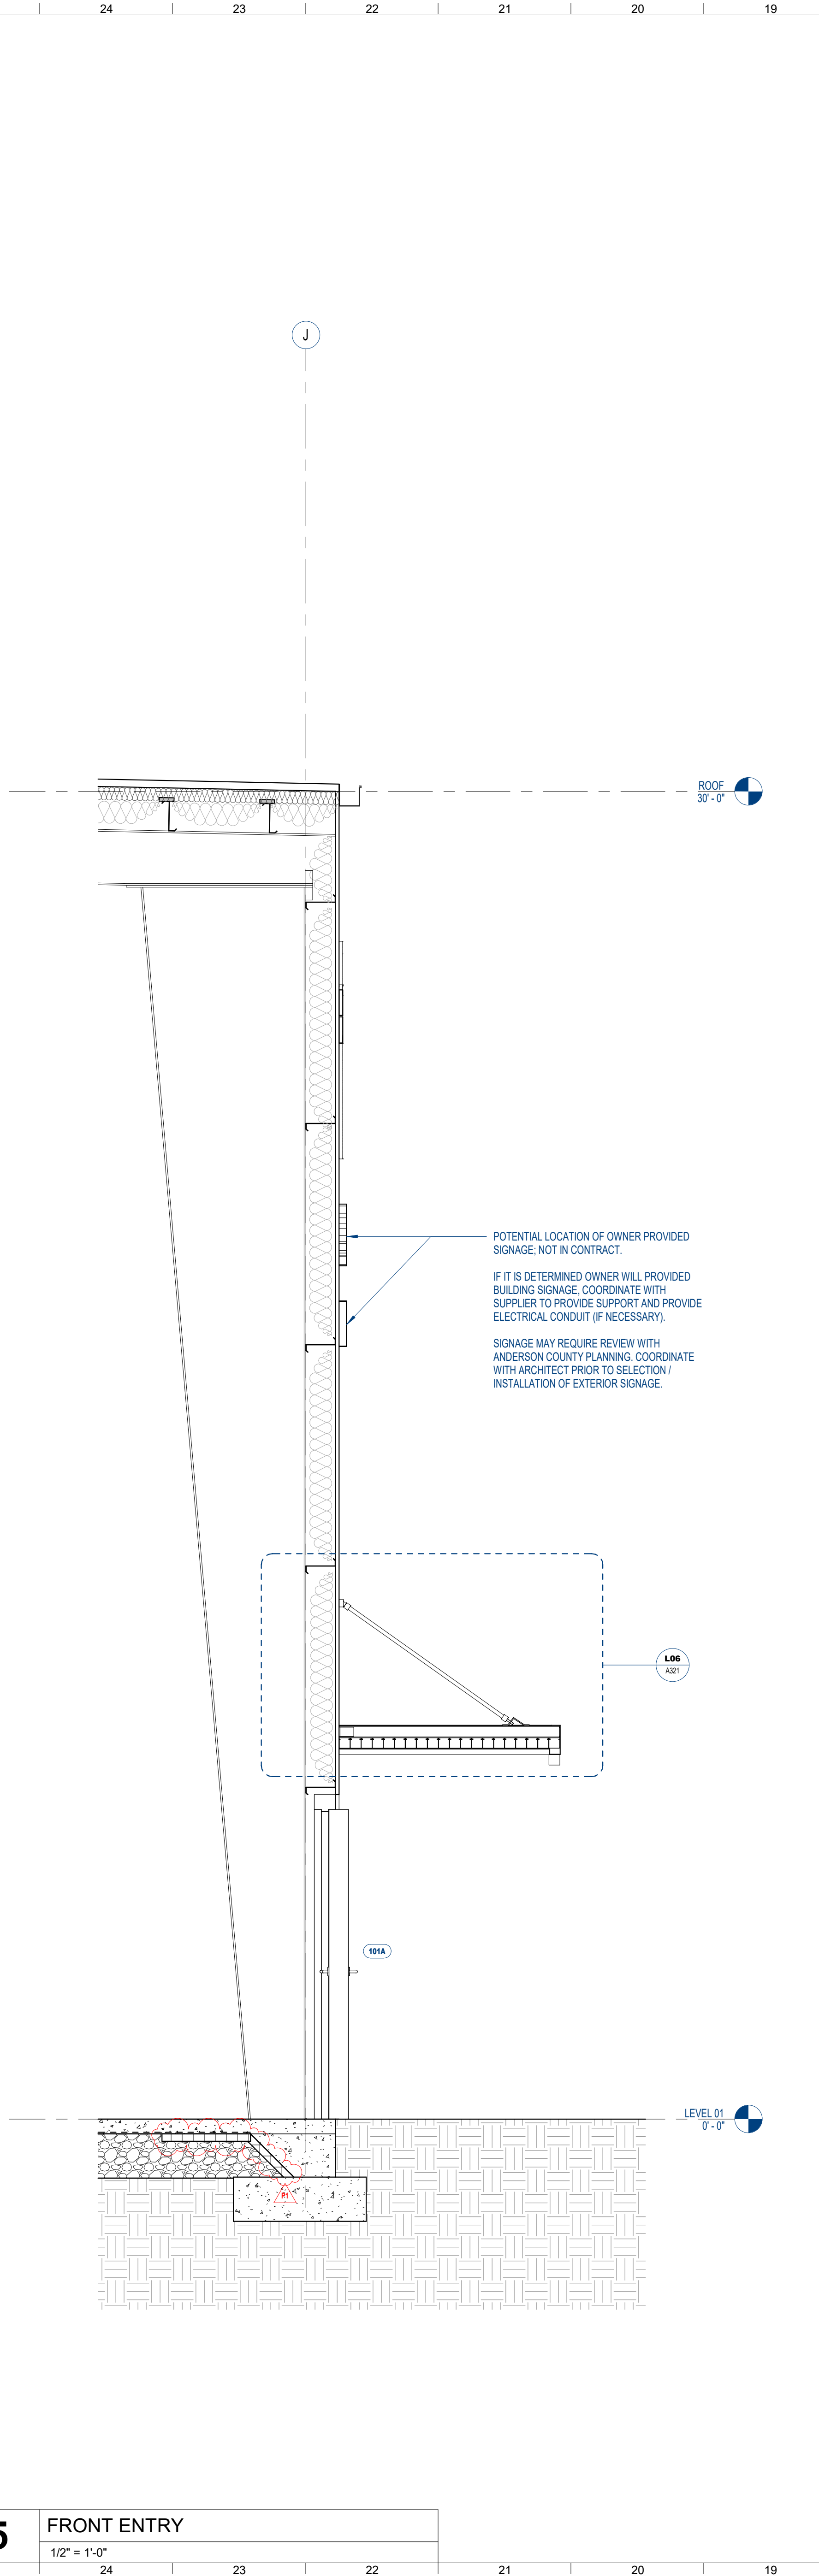 24 23 22 21 20 19
J
ROOF
30' - 0"
POTENTIAL LOCATION OF OWNER PROVIDED
SIGNAGE; NOT IN CONTRACT.
IF IT IS DETERMINED OWNER WILL PROVIDED
BUILDING SIGNAGE, COORDINATE WITH
SUPPLIER TO PROVIDE SUPPORT AND PROVIDE
ELECTRICAL CONDUIT (IF NECESSARY).
SIGNAGE MAY REQUIRE REVIEW WITH
ANDERSON COUNTY PLANNING. COORDINATE
WITH ARCHITECT PRIOR TO SELECTION /
INSTALLATION OF EXTERIOR SIGNAGE.
L06
A321
101A
LEVEL 01
0' - 0"
P1
5
FRONT ENTRY
1/2" = 1'-0"
24 23 22 21 20 19